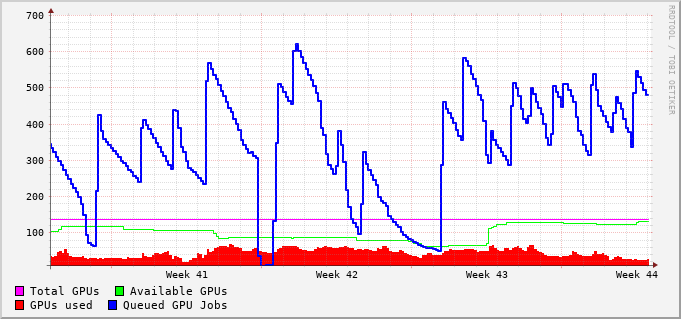 700
600
500
400
300
200
100
Week 41 Week 42 Week 43 Week 44
Total GPUs Available GPUs
GPUs used Queued GPU Jobs
RRDTOOL / TOBI OETIKER